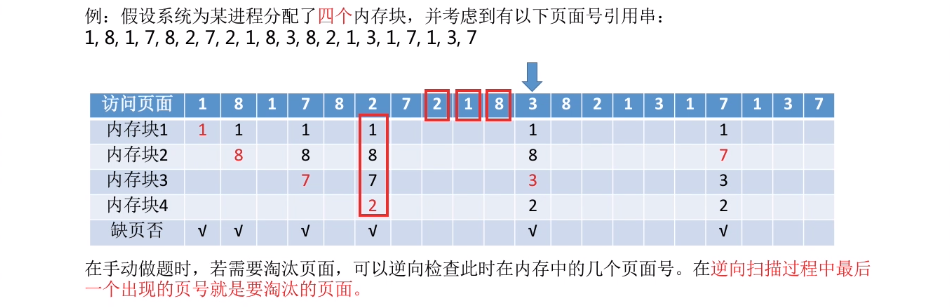 例：假设系统为某进程分配了四个内存块，并考虑到有以下页面号引用串：
1, 8, 1, 7, 8, 2, 7, 2, 1, 8, 3, 8, 2, 1, 3, 1, 7, 1, 3, 7
访问页面 1 8 1 7 8 2 7 2 1 8 3 8 2 1 3 1 7 1 3 7
内存块1 1 1 1 1 1 1
内存块2 8 8 8 8 7
内存块3 7 7 3 3
内存块4 2 2 2
缺页否 √ √ √ √ √ √
在手动做题时，若需要淘汰页面，可以逆向检查此时在内存中的几个页面号。在逆向扫描过程中最后
一个出现的页号就是要淘汰的页面。